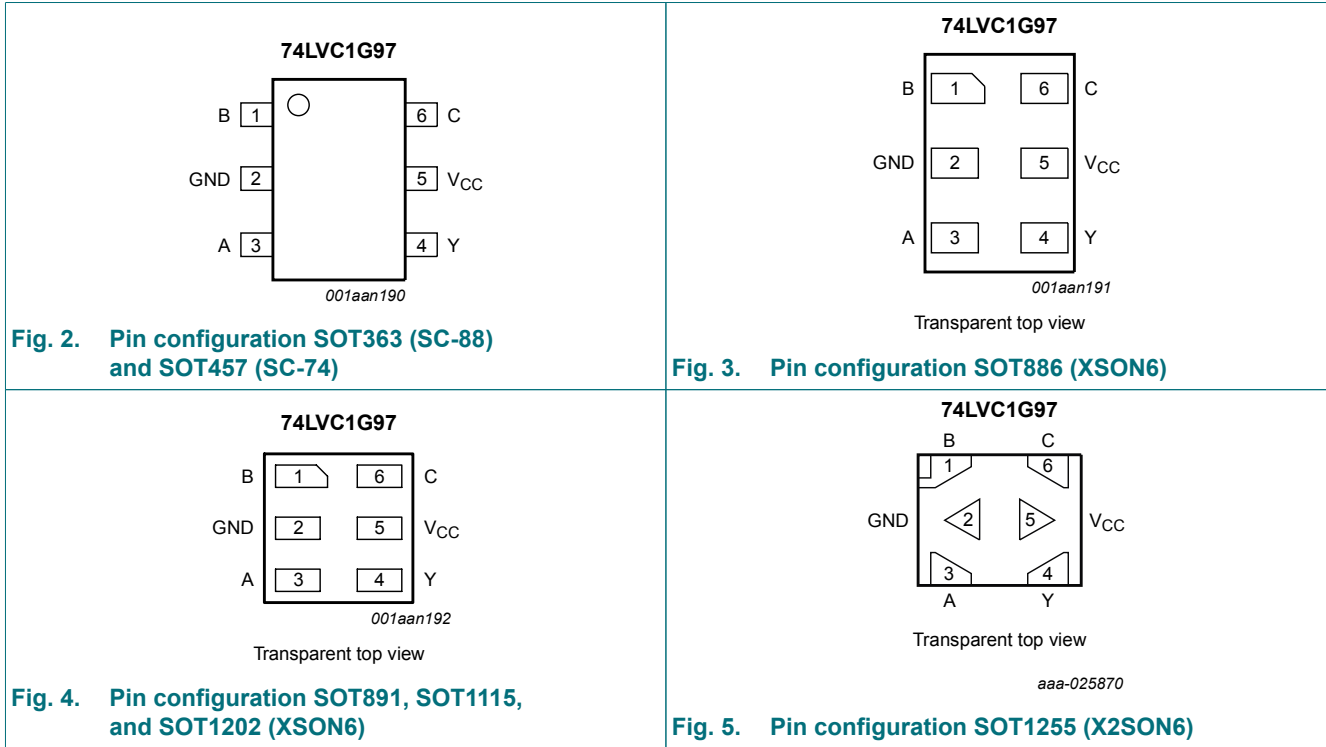 74LVC1G97
B 1 6 C
GND 2 5 VCC
A 3 4 Y
001aan190
Fig. 2. Pin configuration SOT363 (SC-88)
and SOT457 (SC-74)
74LVC1G97
B 1 6 C
GND 2 5 VCC
A 3 4 Y
001aan191
Transparent top view
Fig. 3. Pin configuration SOT886 (XSON6)
74LVC1G97
B 1 6 C
GND 2 5 VCC
A 3 4 Y
001aan192
Transparent top view
Fig. 4. Pin configuration SOT891, SOT1115,
and SOT1202 (XSON6)
74LVC1G97
B C
1 6
GND 2 5 VCC
3 4
A Y
Transparent top view
aaa-025870
Fig. 5. Pin configuration SOT1255 (X2SON6)